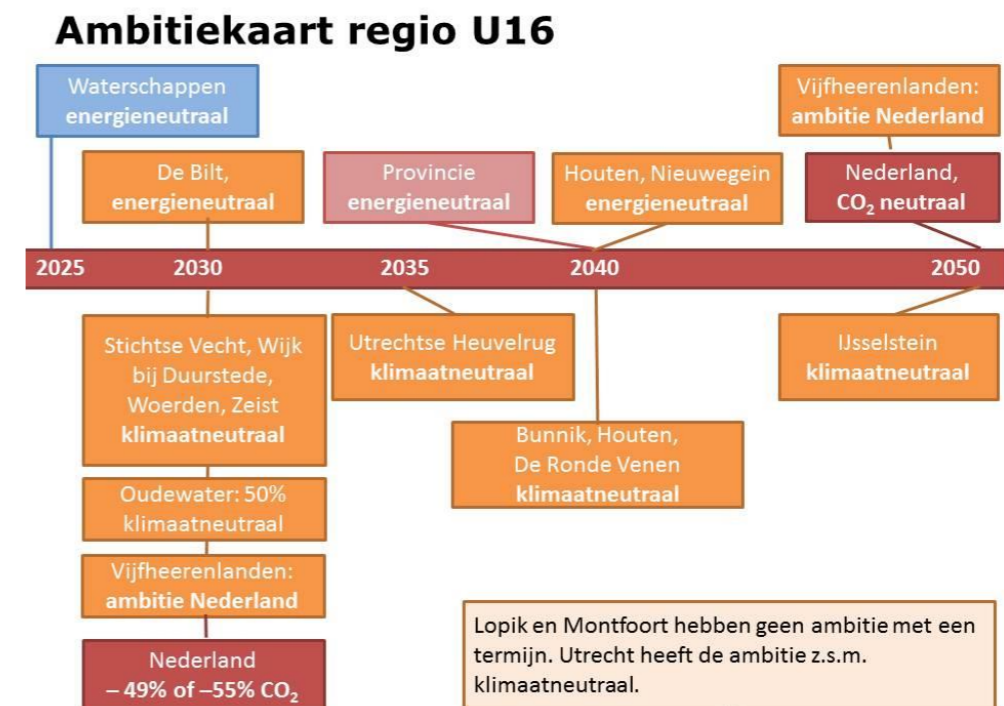 Ambitiekaart regio U16
Waterschappen
energieneutraal
Vijfheerenlanden:
ambitie Nederland
De Bilt,
energieneutraal
Provincie
energieneutraal
Houten, Nieuwegein
energieneutraal
Nederland,
CO₂ neutraal
2025 2030 2035 2040 2050
Stichtse Vecht, Wijk
bij Duurstede,
Woerden, Zeist
klimaatneutraal
Utrechtse Heuvelrug
klimaatneutraal
IJsselstein
klimaatneutraal
Bunnik, Houten,
De Ronde Venen
klimaatneutraal
Oudewater: 50%
klimaatneutraal
Vijfheerenlanden:
ambitie Nederland
Nederland
– 49% of –55% CO₂
Lopik en Montfoort hebben geen ambitie met een
termijn. Utrecht heeft de ambitie z.s.m.
klimaatneutraal.